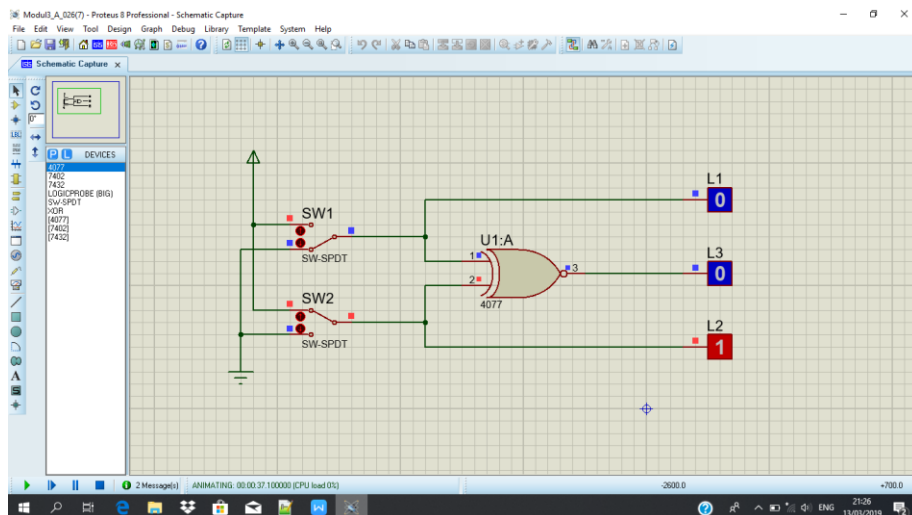 Modul3_A_026(7) - Proteus 8 Professional - Schematic Capture
File Edit View Tool Design Graph Debug Library Template System Help
Schematic Capture x
0°
LBL
P L DEVICES
4077
7402
7432
LOGICPROBE (BIG)
SW-SPDT
XOR
[4077]
[7402]
[7432]
L1
0
SW1
SW-SPDT
U1:A
1
2
3
4077
L3
0
SW2
SW-SPDT
L2
1
A
S
2 Message(s) ANIMATING: 00:00:37.100000 (CPU load 0%) -2600.0 +700.0
ENG 21:26
13/03/2019